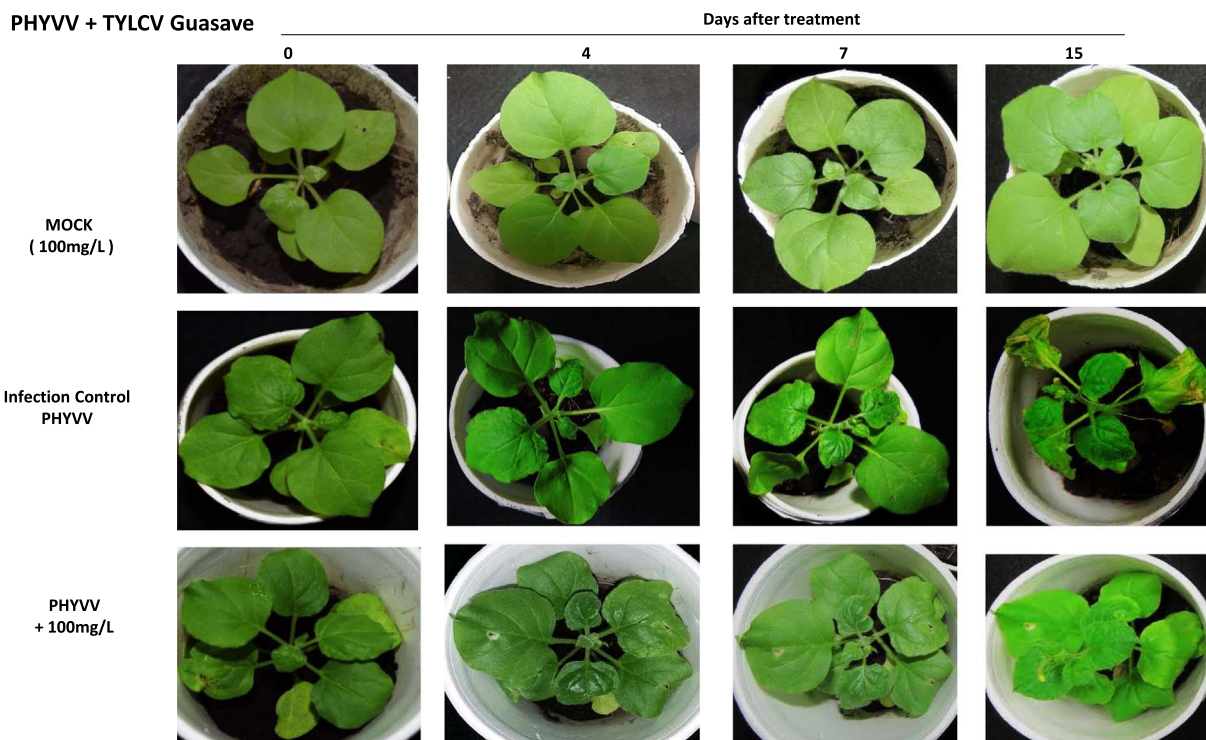 PHYVV + TYLCV Guasave
Days after treatment
0 4 7 15
MOCK
( 100mg/L )
Infection Control
PHYVV
PHYVV
+ 100mg/L